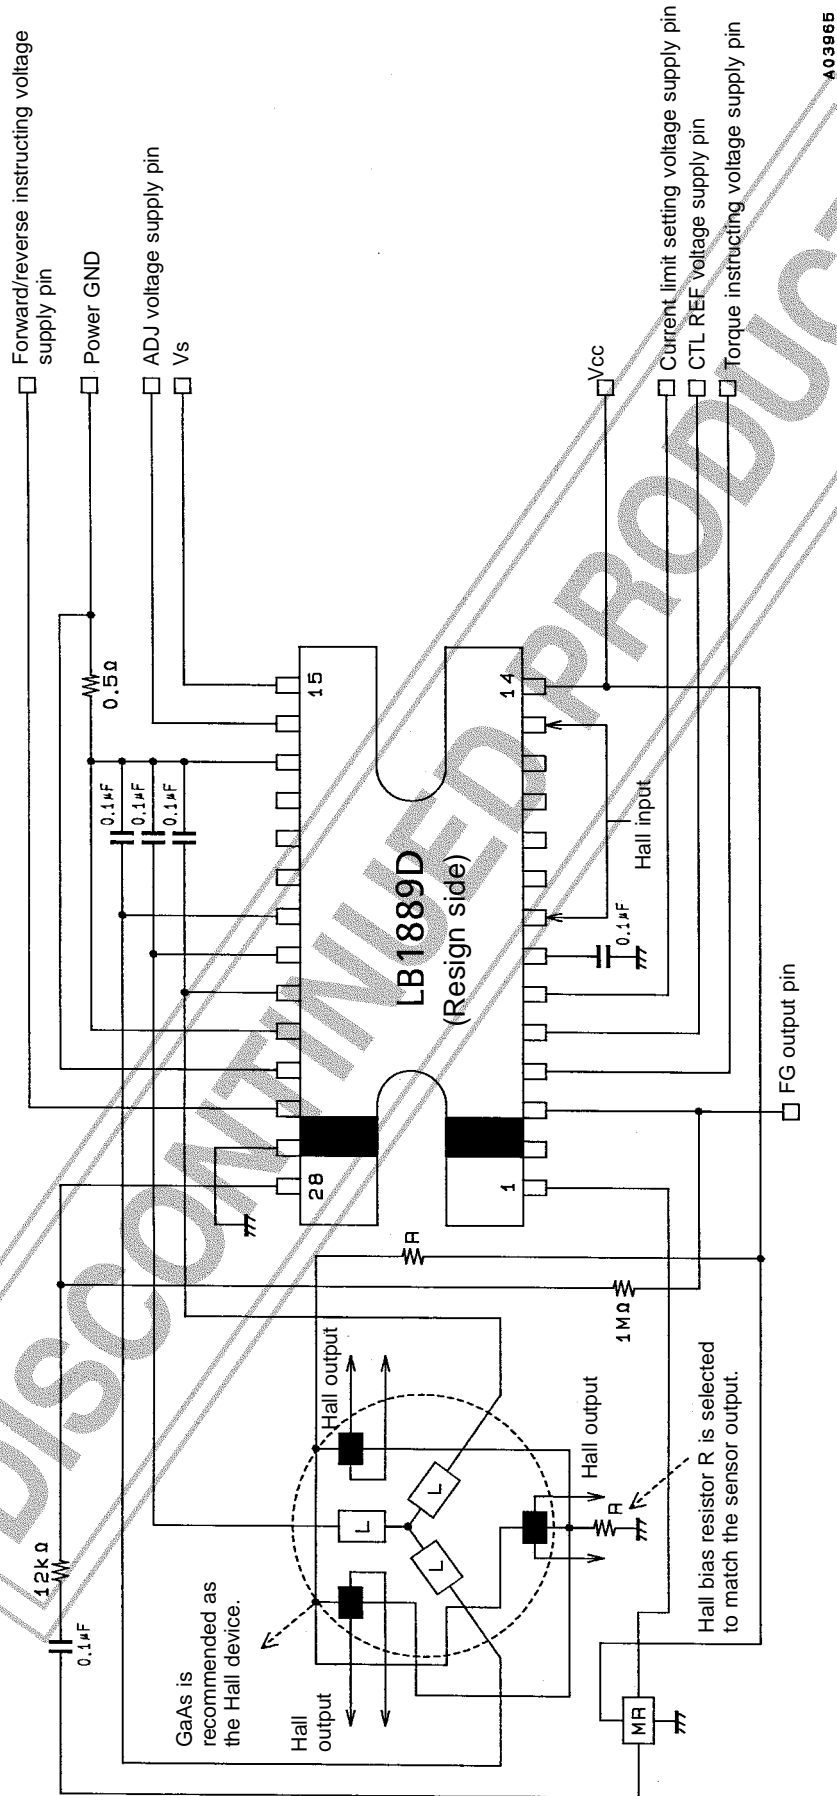 Forward/reverse instructing voltage
supply pin
Power GND
ADJ voltage supply pin
Vs
0.5Ω
0.1μF
0.1μF
0.1μF
12kΩ
0.1μF
28
15
LB1889D
(Resign side)
1
14
Vcc
Current limit setting voltage supply pin
CTL REF voltage supply pin
Torque instructing voltage supply pin
Hall input
0.1μF
FG output pin
R
1MΩ
GaAs is
recommended as
the Hall device.
Hall
output
Hall output
L
L
L
Hall output
R
Hall bias resistor R is selected
to match the sensor output.
MR
A03965
DISCONTINUED PRODUCT